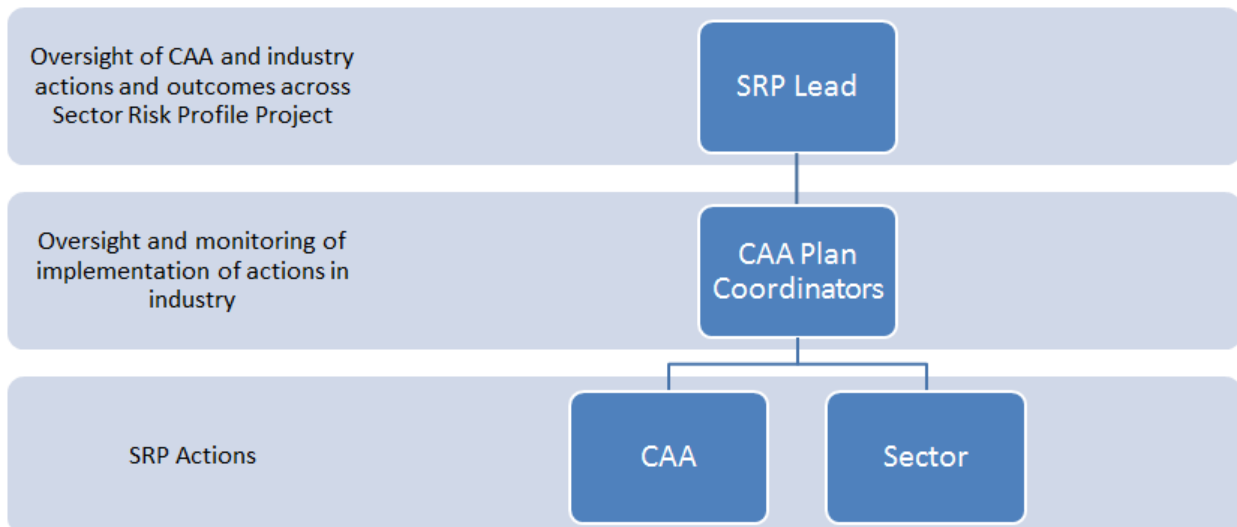 Oversight of CAA and industry
actions and outcomes across
Sector Risk Profile Project
SRP Lead
Oversight and monitoring of
implementation of actions in
industry
CAA Plan
Coordinators
SRP Actions
CAA
Sector